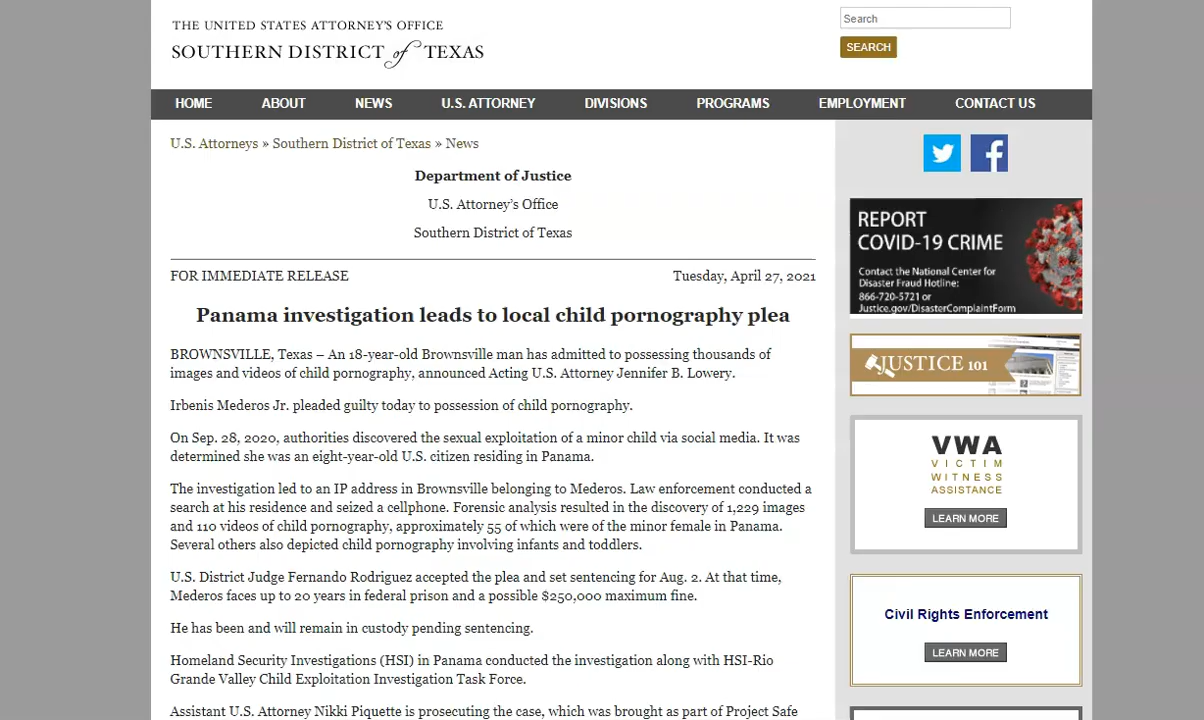 THE UNITED STATES ATTORNEY'S OFFICE
SOUTHERN DISTRICT of TEXAS
Search
SEARCH
HOME ABOUT NEWS U.S. ATTORNEY DIVISIONS PROGRAMS EMPLOYMENT CONTACT US
U.S. Attorneys » Southern District of Texas » News
Department of Justice
U.S. Attorney's Office
Southern District of Texas
FOR IMMEDIATE RELEASE Tuesday, April 27, 2021
Panama investigation leads to local child pornography plea
BROWNSVILLE, Texas – An 18-year-old Brownsville man has admitted to possessing thousands of
images and videos of child pornography, announced Acting U.S. Attorney Jennifer B. Lowery.
Irbenis Mederos Jr. pleaded guilty today to possession of child pornography.
On Sep. 28, 2020, authorities discovered the sexual exploitation of a minor child via social media. It was
determined she was an eight-year-old U.S. citizen residing in Panama.
The investigation led to an IP address in Brownsville belonging to Mederos. Law enforcement conducted a
search at his residence and seized a cellphone. Forensic analysis resulted in the discovery of 1,229 images
and 110 videos of child pornography, approximately 55 of which were of the minor female in Panama.
Several others also depicted child pornography involving infants and toddlers.
U.S. District Judge Fernando Rodriguez accepted the plea and set sentencing for Aug. 2. At that time,
Mederos faces up to 20 years in federal prison and a possible $250,000 maximum fine.
He has been and will remain in custody pending sentencing.
Homeland Security Investigations (HSI) in Panama conducted the investigation along with HSI-Rio
Grande Valley Child Exploitation Investigation Task Force.
Assistant U.S. Attorney Nikki Piquette is prosecuting the case, which was brought as part of Project Safe
REPORT
COVID-19 CRIME
Contact the National Center for
Disaster Fraud Hotline:
866-720-5721 or
Justice.gov/DisasterComplaintForm
JUSTICE 101
VWA
VICTIM
WITNESS
ASSISTANCE
LEARN MORE
Civil Rights Enforcement
LEARN MORE